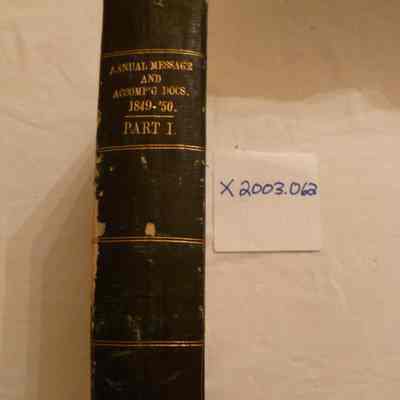 ANNUAL MESSAGE
AND
ACCOMP'G DOCS.
1849-'50.
PART I.
X2003.062